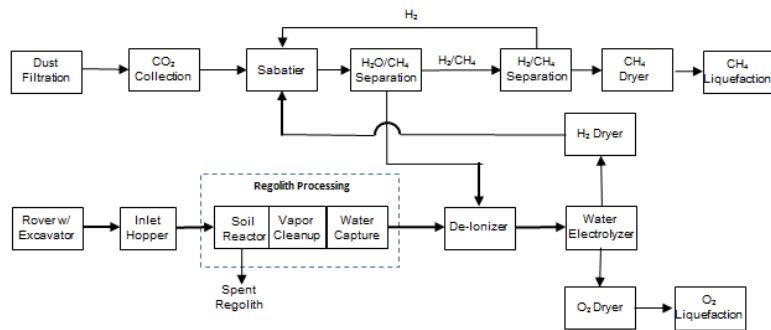 H₂
Dust
Filtration
CO₂
Collection
Sabatier
H₂O/CH₄
Separation
H₂/CH₄
H₂/CH₄
Separation
CH₄
Dryer
CH₄
Liquefaction
H₂ Dryer
Regolith Processing
Rover w/
Excavator
Inlet
Hopper
Soil
Reactor
Vapor
Cleanup
Water
Capture
De-Ionizer
Water
Electrolyzer
Spent
Regolith
O₂ Dryer
O₂
Liquefaction